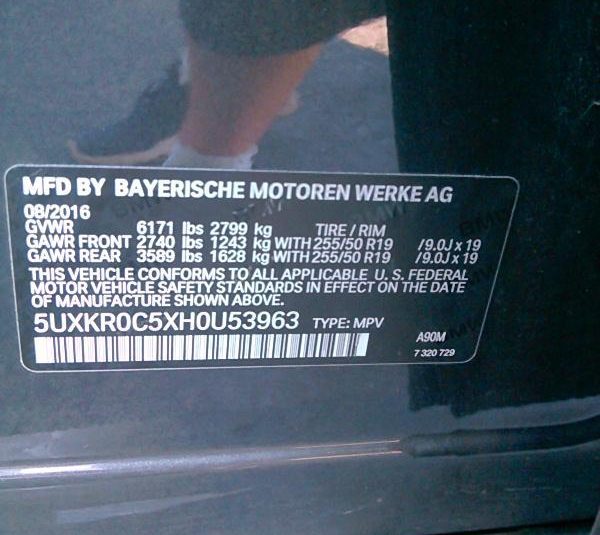 MFD BY BAYERISCHE MOTOREN WERKE AG
08/2016
GVWR 6171 lbs 2799 kg TIRE / RIM
GAWR FRONT 2740 lbs 1243 kg WITH 255/50 R19 /9.0J x 19
GAWR REAR 3589 lbs 1628 kg WITH 255/50 R19 /9.0J x 19
THIS VEHICLE CONFORMS TO ALL APPLICABLE U.S. FEDERAL
MOTOR VEHICLE SAFETY STANDARDS IN EFFECT ON THE DATE
OF MANUFACTURE SHOWN ABOVE.
5UXKR0C5XH0U53963 TYPE: MPV
A90M
7 320 729